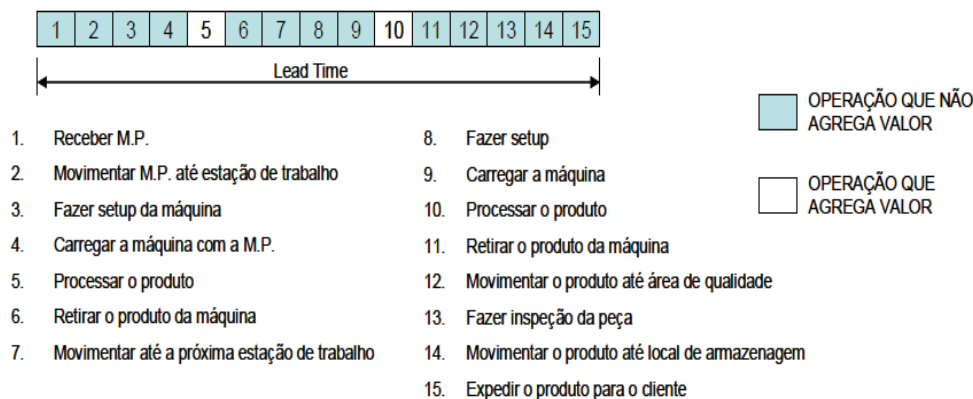 1 2 3 4 5 6 7 8 9 10 11 12 13 14 15
Lead Time
OPERAÇÃO QUE NÃO
AGREGA VALOR
OPERAÇÃO QUE
AGREGA VALOR
1. Receber M.P.
2. Movimentar M.P. até estação de trabalho
3. Fazer setup da máquina
4. Carregar a máquina com a M.P.
5. Processar o produto
6. Retirar o produto da máquina
7. Movimentar até a próxima estação de trabalho
8. Fazer setup
9. Carregar a máquina
10. Processar o produto
11. Retirar o produto da máquina
12. Movimentar o produto até área de qualidade
13. Fazer inspeção da peça
14. Movimentar o produto até local de armazenagem
15. Expedir o produto para o cliente